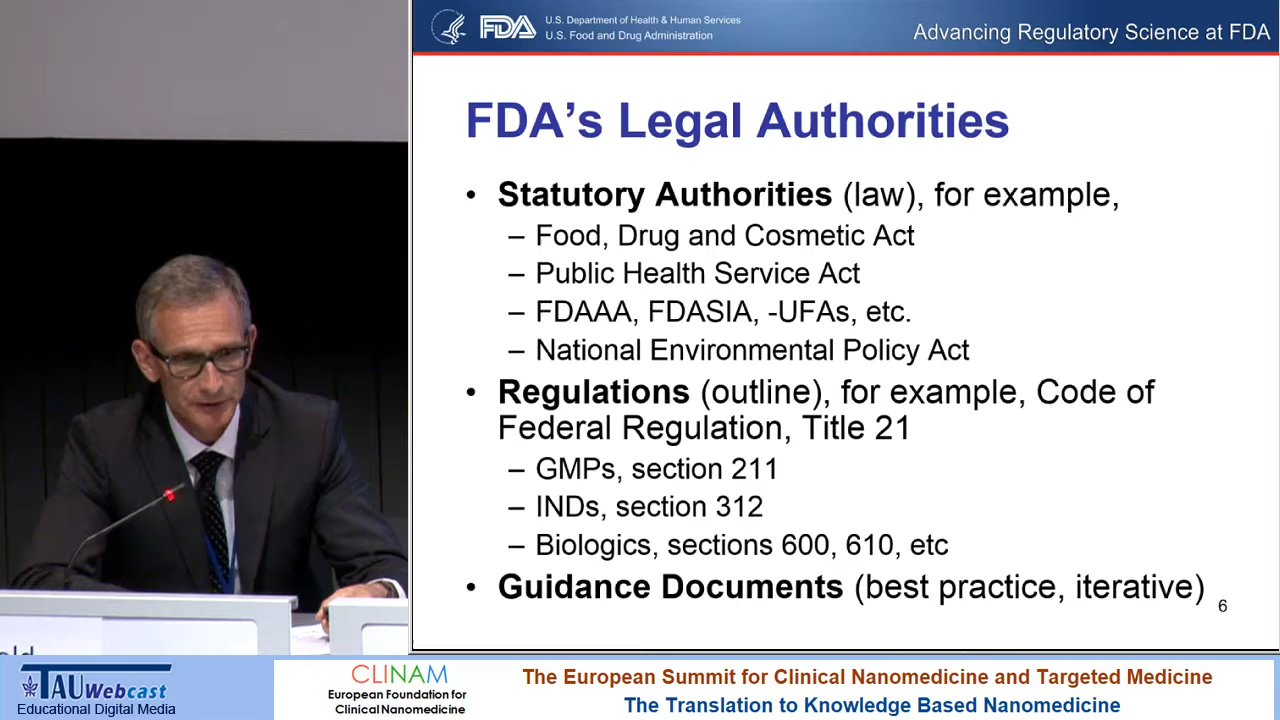 U.S. Department of Health & Human Services
FDA U.S. Food and Drug Administration
Advancing Regulatory Science at FDA
FDA's Legal Authorities
• Statutory Authorities (law), for example,
– Food, Drug and Cosmetic Act
– Public Health Service Act
– FDAAA, FDASIA, -UFAs, etc.
– National Environmental Policy Act
• Regulations (outline), for example, Code of
Federal Regulation, Title 21
– GMPs, section 211
– INDs, section 312
– Biologics, sections 600, 610, etc
• Guidance Documents (best practice, iterative)
6
TAU Webcast
Educational Digital Media
CLINAM
European Foundation for
Clinical Nanomedicine
The European Summit for Clinical Nanomedicine and Targeted Medicine
The Translation to Knowledge Based Nanomedicine